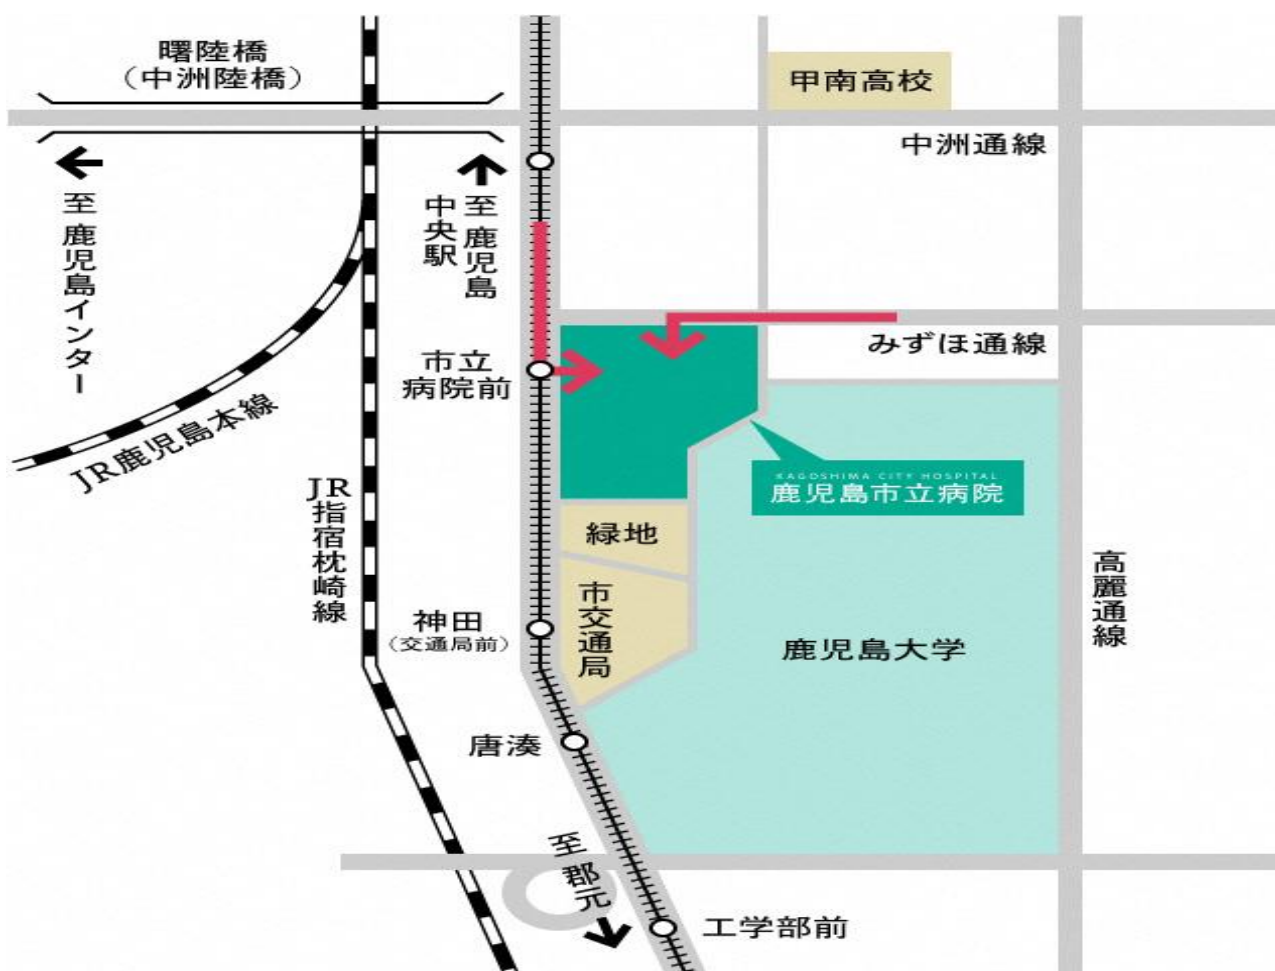 曙陸橋
（中洲陸橋）
甲南高校
中洲通線
至 鹿児島インター
至 鹿児島
中央駅
みずほ通線
市立
病院前
JR鹿児島本線
JR指宿枕崎線
KAGOSHIMA CITY HOSPITAL
鹿児島市立病院
緑地
市交通局
神田
（交通局前）
高麗通線
鹿児島大学
唐湊
至 郡元
工学部前